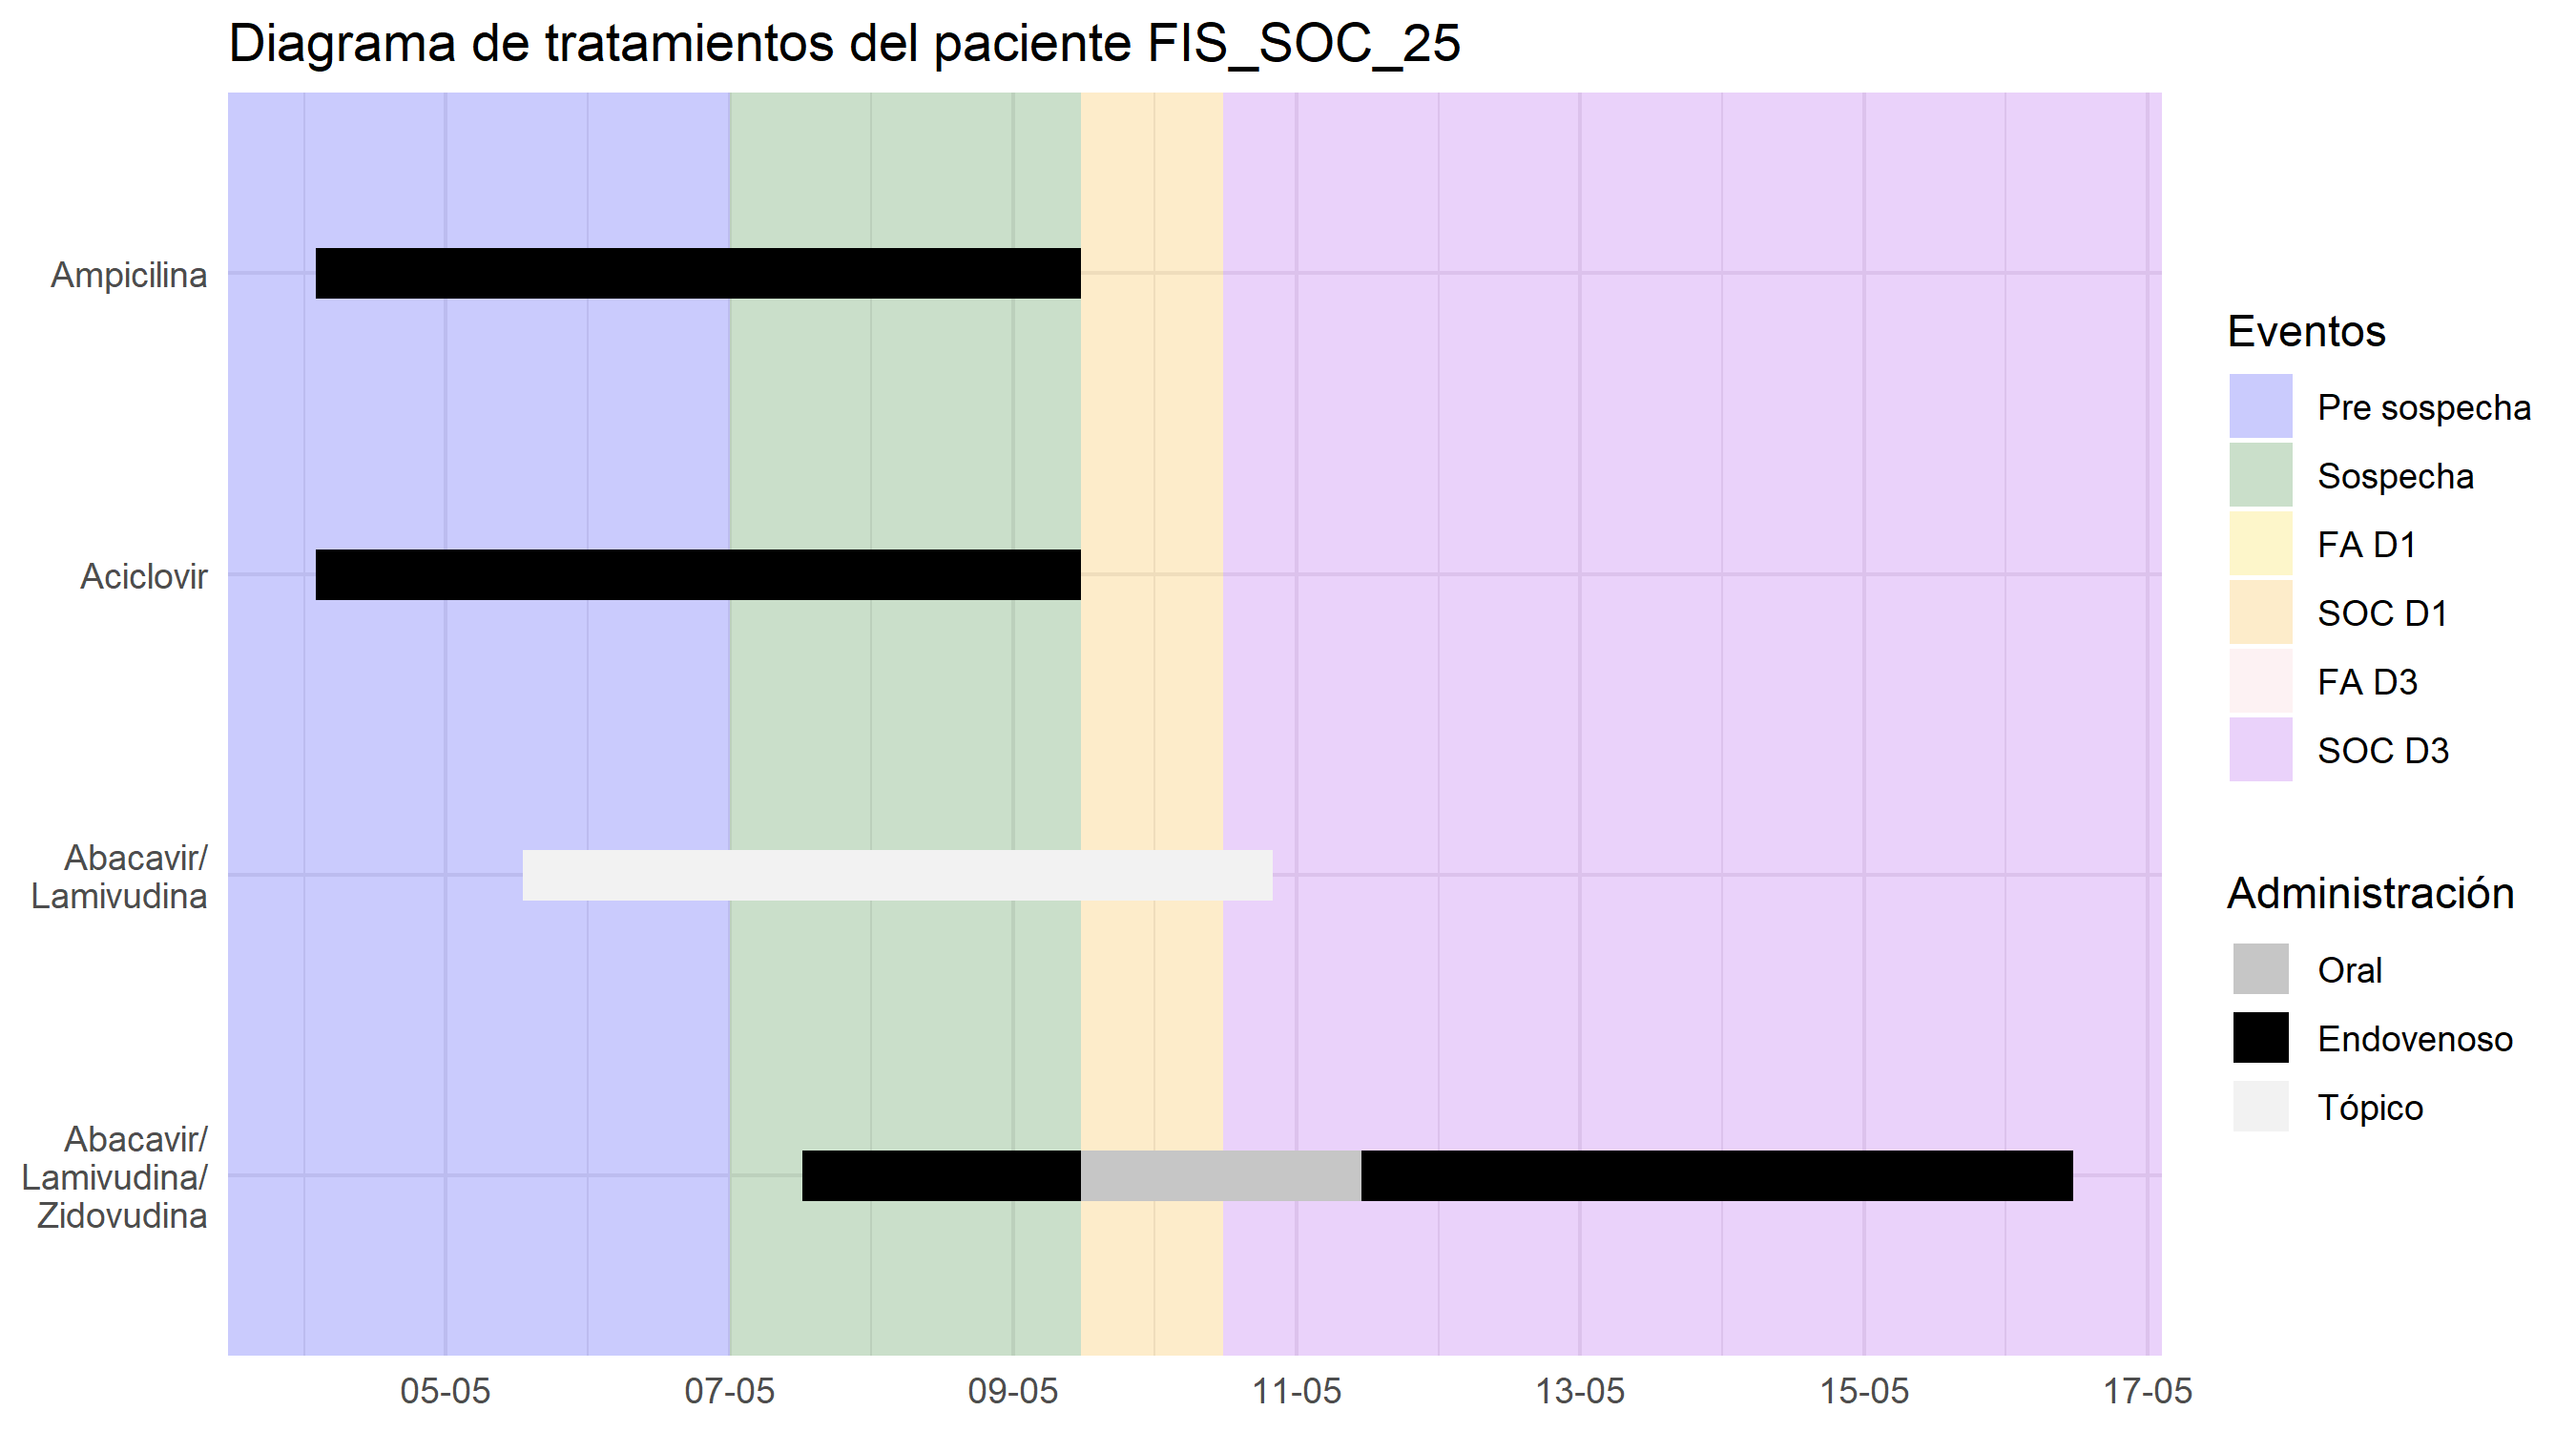 Diagrama de tratamientos del paciente FIS_SOC_25
Ampicilina
Aciclovir
Abacavir/
Lamivudina
Abacavir/
Lamivudina/
Zidovudina
05-05
07-05
09-05
11-05
13-05
15-05
17-05
Eventos
Pre sospecha
Sospecha
FA D1
SOC D1
FA D3
SOC D3
Administración
Oral
Endovenoso
Tópico